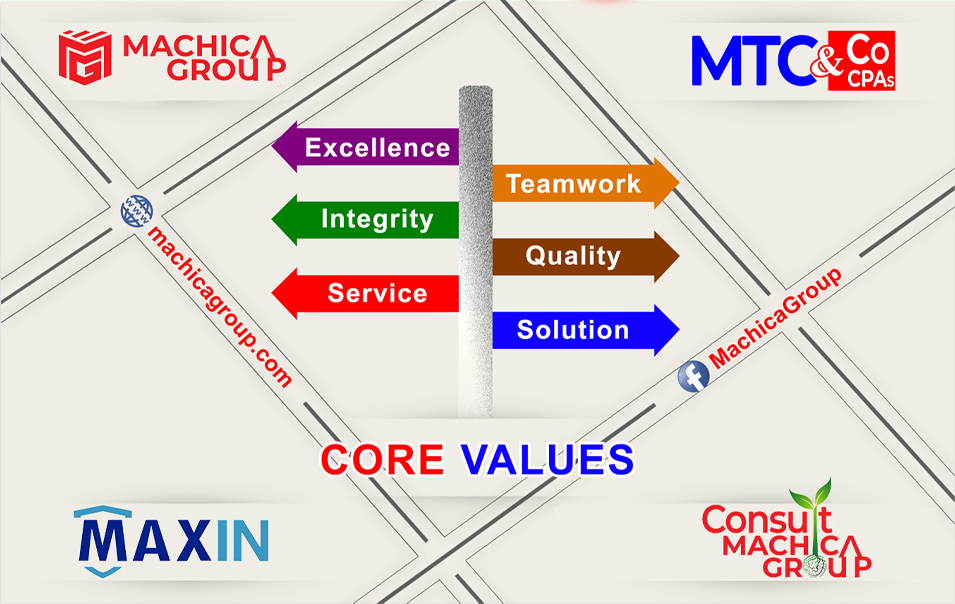 MACHICA
GROUP
MTC & Co
CPAs
Excellence
Teamwork
Integrity
Quality
Service
Solution
www
machicagroup.com
MachicaGroup
CORE VALUES
MAXIN
Consult
MACHICA
GROUP